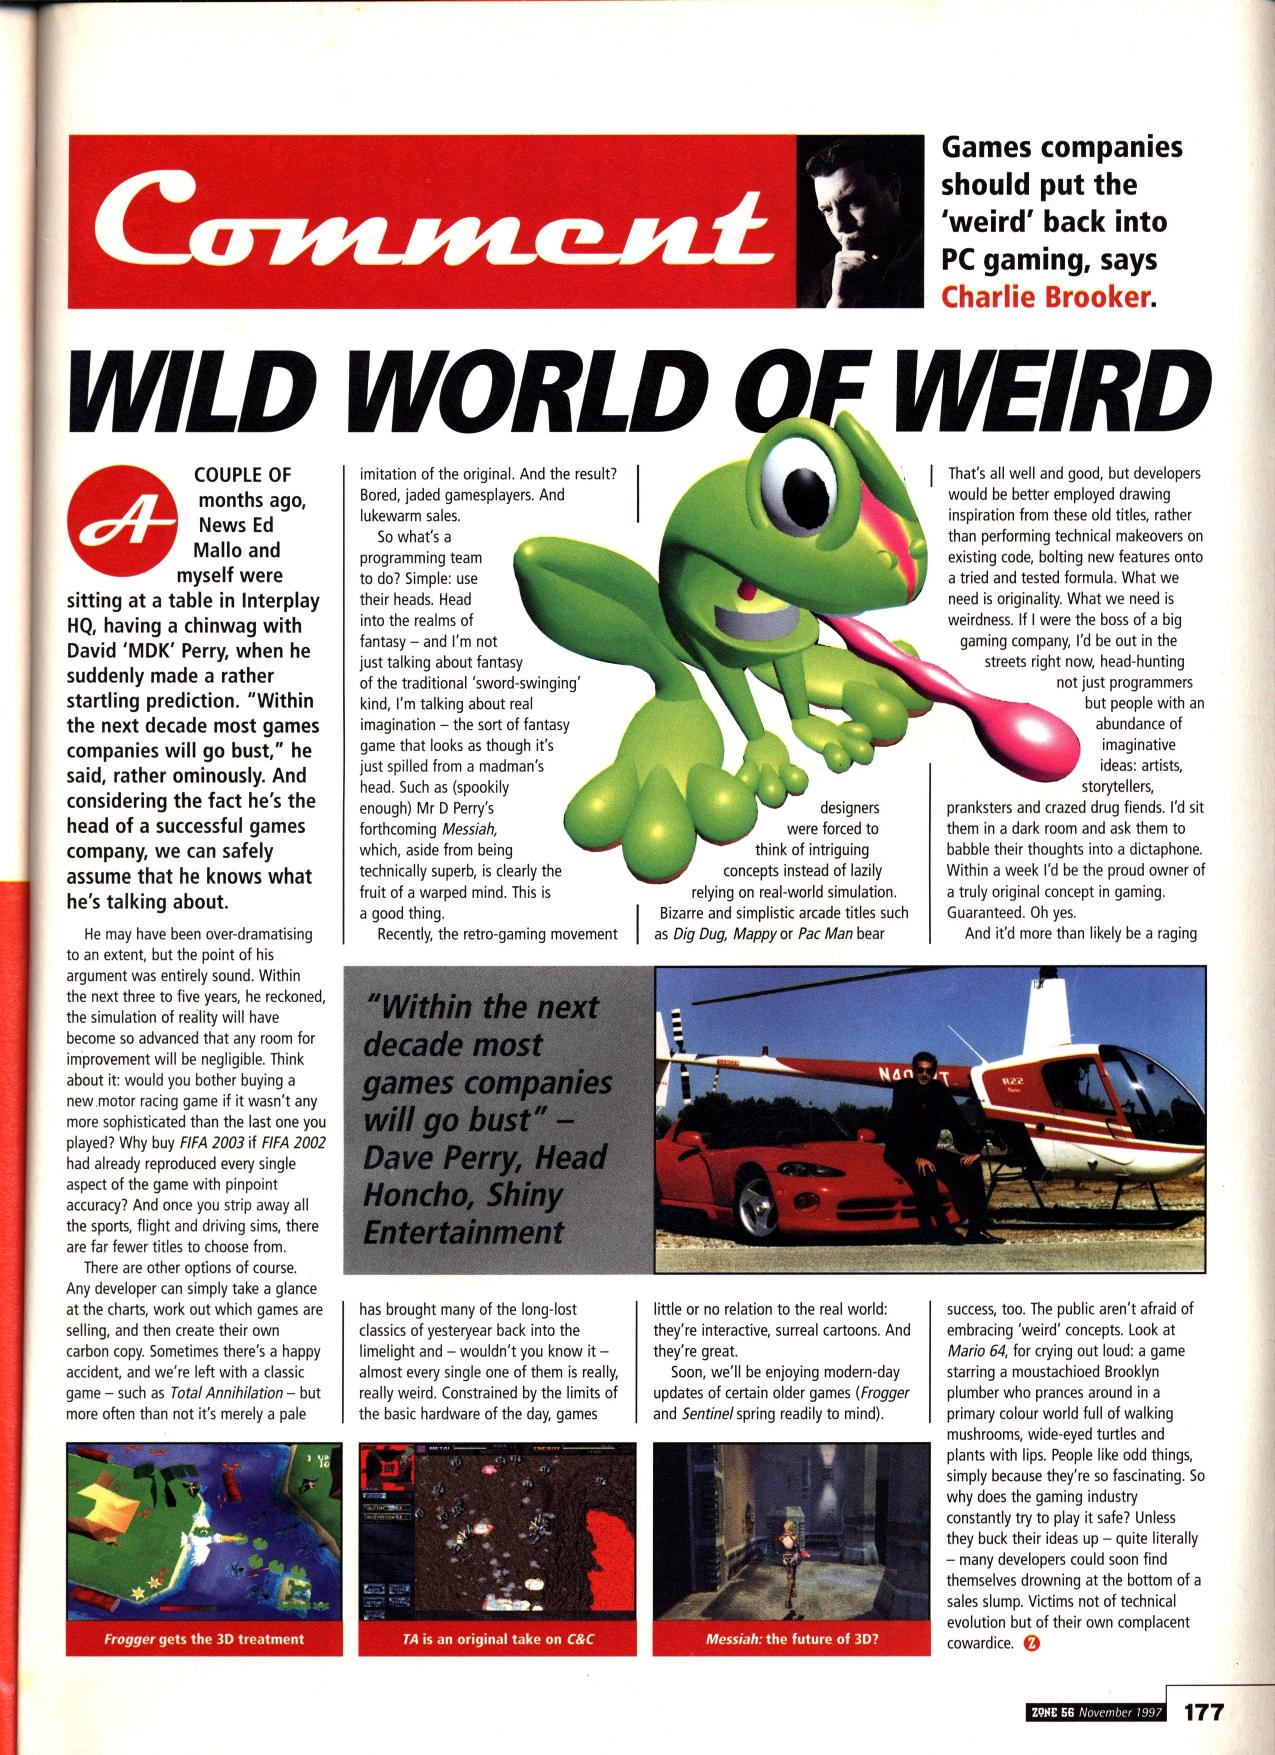 Comment
Games companies
should put the
‘weird’ back into
PC gaming, says
Charlie Brooker.
WILD WORLD OF WEIRD
A COUPLE OF
months ago,
News Ed
Mallo and
myself were
sitting at a table in Interplay
HQ, having a chinwag with
David ‘MDK’ Perry, when he
suddenly made a rather
startling prediction. “Within
the next decade most games
companies will go bust,” he
said, rather ominously. And
considering the fact he’s the
head of a successful games
company, we can safely
assume that he knows what
he’s talking about.
He may have been over-dramatising
to an extent, but the point of his
argument was entirely sound. Within
the next three to five years, he reckoned,
the simulation of reality will have
become so advanced that any room for
improvement will be negligible. Think
about it: would you bother buying a
new motor racing game if it wasn’t any
more sophisticated than the last one you
played? Why buy FIFA 2003 if FIFA 2002
had already reproduced every single
aspect of the game with pinpoint
accuracy? And once you strip away all
the sports, flight and driving sims, there
are far fewer titles to choose from.
There are other options of course.
Any developer can simply take a glance
at the charts, work out which games are
selling, and then create their own
carbon copy. Sometimes there’s a happy
accident, and we’re left with a classic
game – such as Total Annihilation – but
more often than not it’s merely a pale
imitation of the original. And the result?
Bored, jaded gamesplayers. And
lukewarm sales.
So what’s a
programming team
to do? Simple: use
their heads. Head
into the realms of
fantasy – and I’m not
just talking about fantasy
of the traditional ‘sword-swinging’
kind, I’m talking about real
imagination – the sort of fantasy
game that looks as though it’s
just spilled from a madman’s
head. Such as (spookily
enough) Mr D Perry’s
forthcoming Messiah,
which, aside from being
technically superb, is clearly the
fruit of a warped mind. This is
a good thing.
Recently, the retro-gaming movement
has brought many of the long-lost
classics of yesteryear back into the
limelight and – wouldn’t you know it –
almost every single one of them is really,
really weird. Constrained by the limits of
the basic hardware of the day, games
designers
were forced to
think of intriguing
concepts instead of lazily
relying on real-world simulation.
Bizarre and simplistic arcade titles such
as Dig Dug, Mappy or Pac Man bear
little or no relation to the real world:
they’re interactive, surreal cartoons. And
they’re great.
Soon, we’ll be enjoying modern-day
updates of certain older games (Frogger
and Sentinel spring readily to mind).
That’s all well and good, but developers
would be better employed drawing
inspiration from these old titles, rather
than performing technical makeovers on
existing code, bolting new features onto
a tried and tested formula. What we
need is originality. What we need is
weirdness. If I were the boss of a big
gaming company, I’d be out in the
streets right now, head-hunting
not just programmers
but people with an
abundance of
imaginative
ideas: artists,
storytellers,
pranksters and crazed drug fiends. I’d sit
them in a dark room and ask them to
babble their thoughts into a dictaphone.
Within a week I’d be the proud owner of
a truly original concept in gaming.
Guaranteed. Oh yes.
And it’d more than likely be a raging
success, too. The public aren’t afraid of
embracing ‘weird’ concepts. Look at
Mario 64, for crying out loud: a game
starring a moustachioed Brooklyn
plumber who prances around in a
primary colour world full of walking
mushrooms, wide-eyed turtles and
plants with lips. People like odd things,
simply because they’re so fascinating. So
why does the gaming industry
constantly try to play it safe? Unless
they buck their ideas up – quite literally
– many developers could soon find
themselves drowning at the bottom of a
sales slump. Victims not of technical
evolution but of their own complacent
cowardice. Z
“Within the next
decade most
games companies
will go bust” –
Dave Perry, Head
Honcho, Shiny
Entertainment
R22
1 UP
METAL
ENERGY
Frogger gets the 3D treatment
TA is an original take on C&C
Messiah: the future of 3D?
ZONE 56 November 1997
177